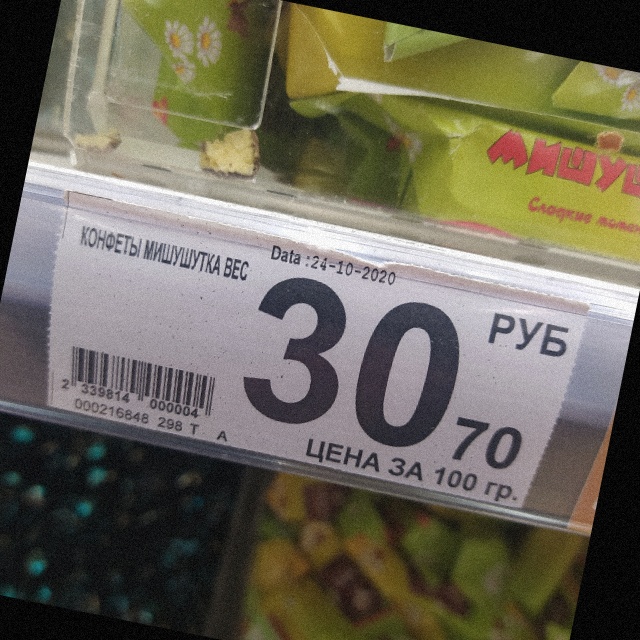 МИШУ
Сладкие
КОНФЕТЫ МИШУШУТКА ВЕС
Data :24-10-2020
30
РУБ
70
2 339814 000004
000216848 298 Т А
ЦЕНА ЗА 100 гр.